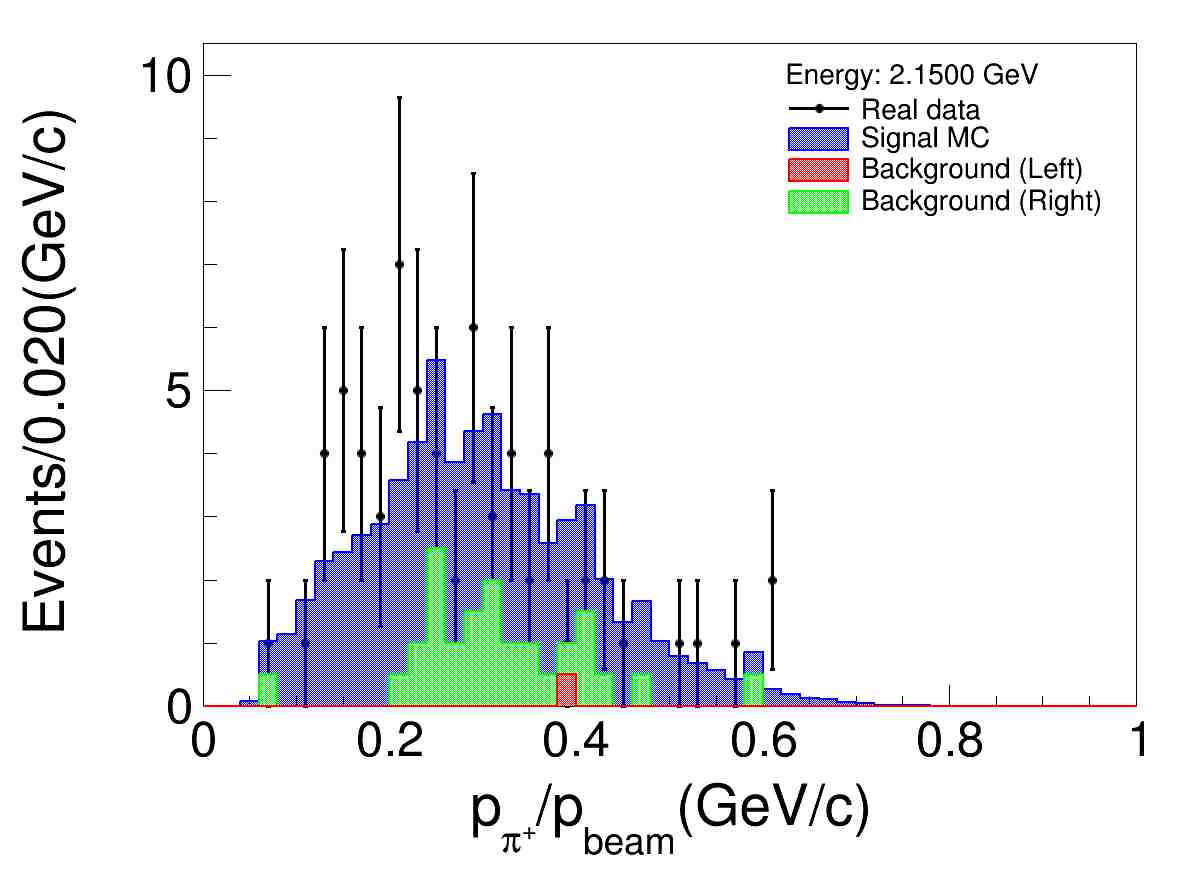 Events/0.020(GeV/c)
10
5
0
Energy: 2.1500 GeV
Real data
Signal MC
Background (Left)
Background (Right)
0 0.2 0.4 0.6 0.8 1
pπ+/pbeam(GeV/c)